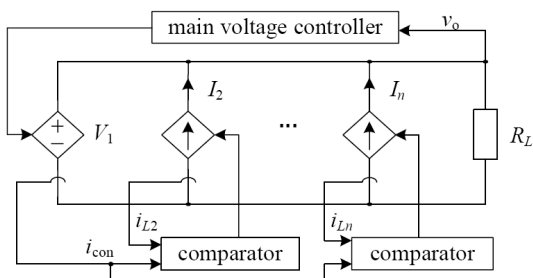 main voltage controller
v_o
I_2
I_n
+
−
V_1
...
R_L
i_L2
i_Ln
i_con
comparator
comparator